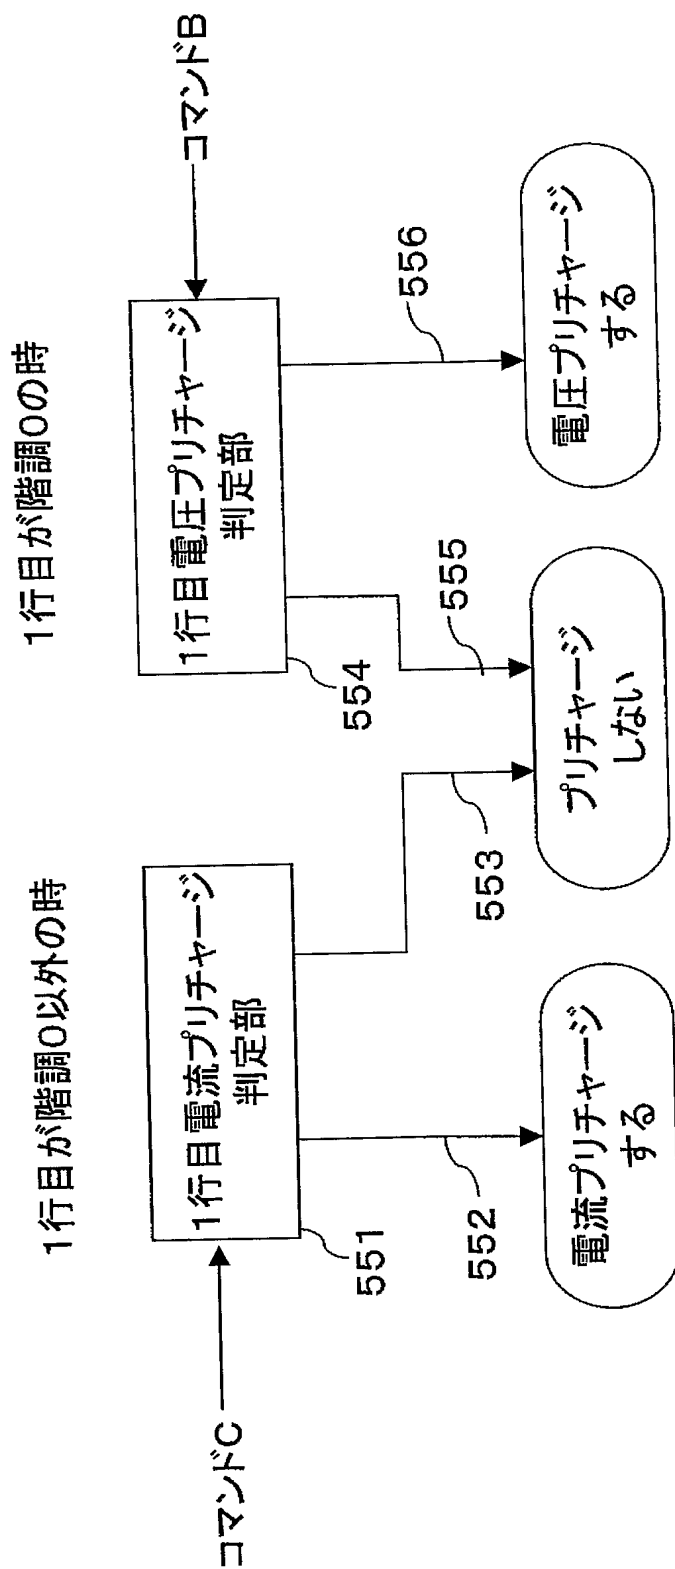 1行目が階調0以外の時
1行目が階調0の時
コマンドC
1行目電流プリチャージ
判定部
551
1行目電圧プリチャージ
判定部
554
コマンドB
552
553
555
556
電流プリチャージ
する
プリチャージ
しない
電圧プリチャージ
する